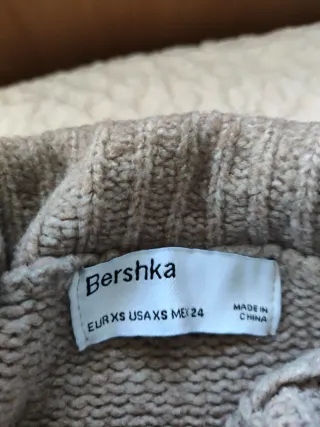 Bershka
EUR XS USA XS MEX 24
MADE IN
CHINA